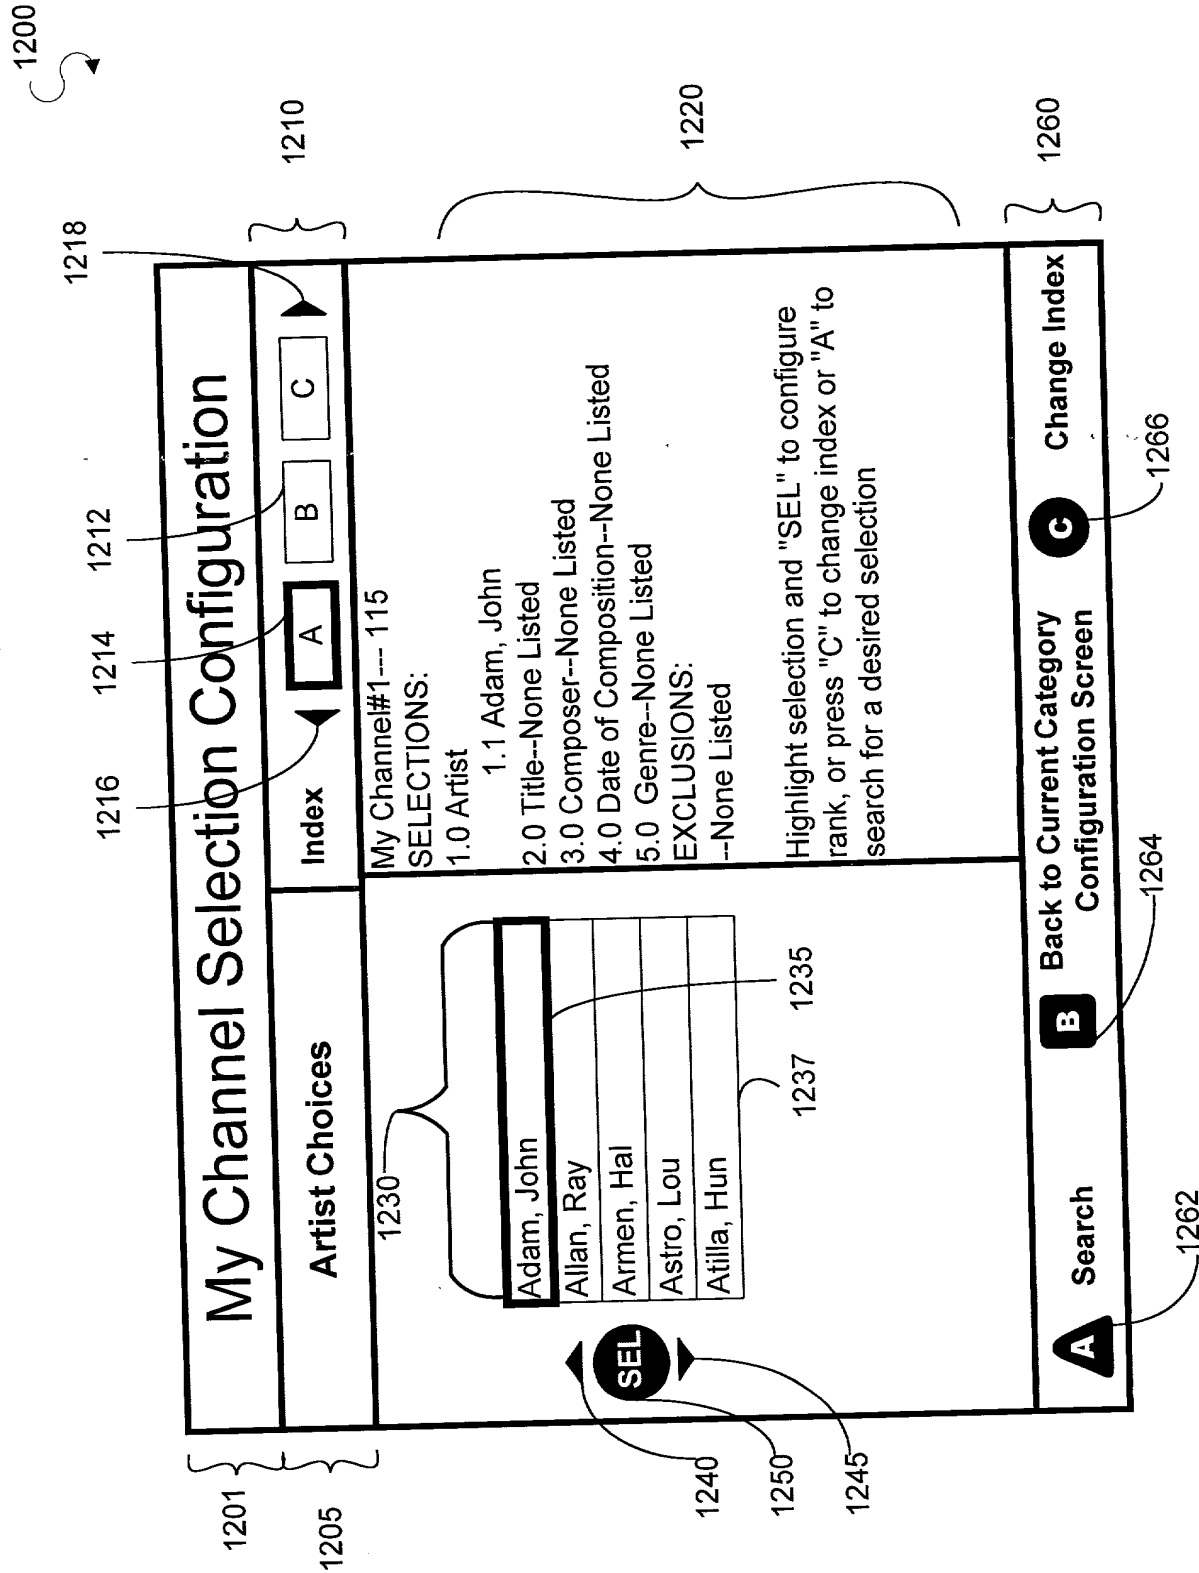 1200
My Channel Selection Configuration
1201
1205
Artist Choices
Index
A
B
C
1216
1214
1212
1218
1210
1230
Adam, John
Allan, Ray
Armen, Hal
Astro, Lou
Atilla, Hun
1235
1237
SEL
1240
1250
1245
My Channel#1--- 115
SELECTIONS:
1.0 Artist
1.1 Adam, John
2.0 Title--None Listed
3.0 Composer--None Listed
4.0 Date of Composition--None Listed
5.0 Genre--None Listed
EXCLUSIONS:
--None Listed
Highlight selection and "SEL" to configure
rank, or press "C" to change index or "A" to
search for a desired selection
1220
A
Search
B
Back to Current Category
Configuration Screen
C
Change Index
1260
1262
1264
1266